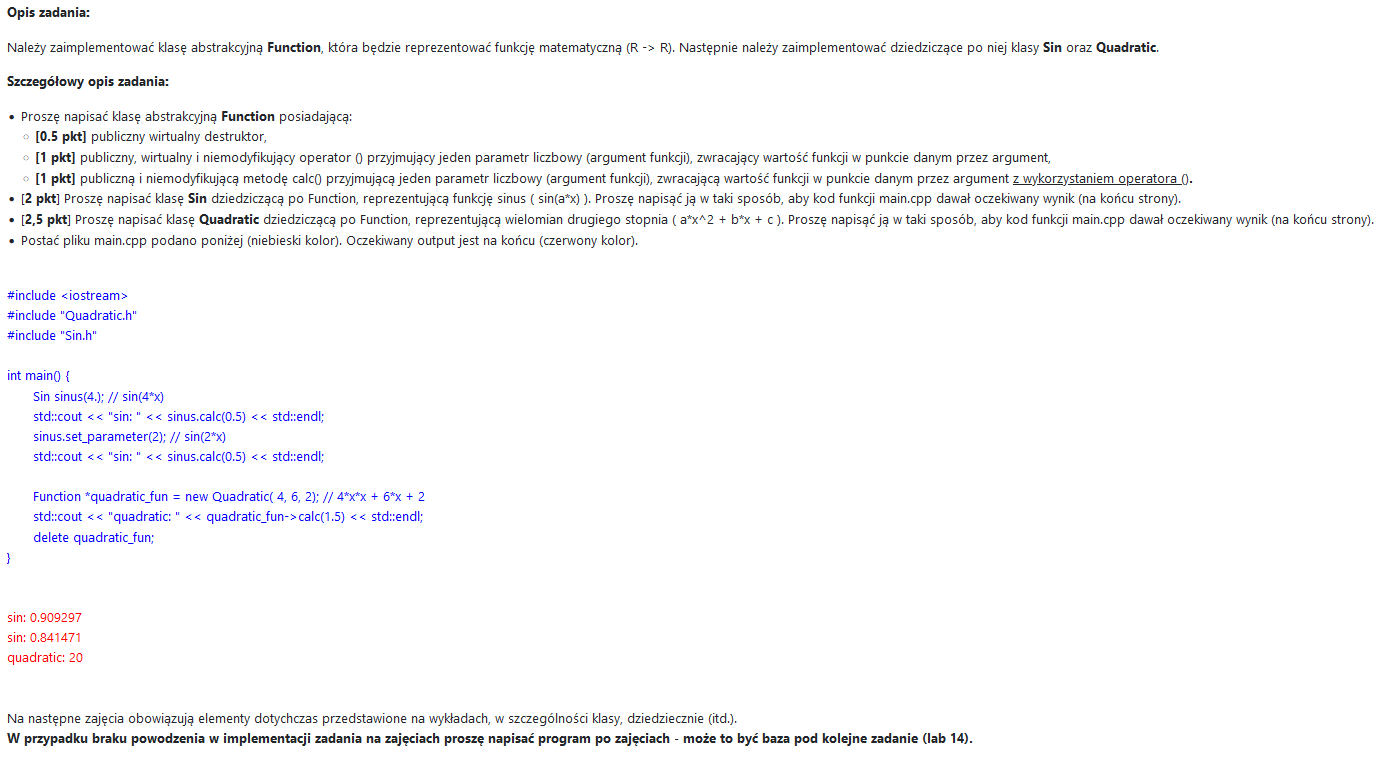 Opis zadania:
Należy zaimplementować klasę abstrakcyjną Function, która będzie reprezentować funkcję matematyczną (R -> R). Następnie należy zaimplementować dziedziczące po niej klasy Sin oraz Quadratic.
Szczegółowy opis zadania:
• Proszę napisać klasę abstrakcyjną Function posiadającą:
◦ [0.5 pkt] publiczny wirtualny destruktor,
◦ [1 pkt] publiczny, wirtualny i niemodyfikujący operator () przyjmujący jeden parametr liczbowy (argument funkcji), zwracający wartość funkcji w punkcie danym przez argument,
◦ [1 pkt] publiczną i niemodyfikującą metodę calc() przyjmującą jeden parametr liczbowy (argument funkcji), zwracającą wartość funkcji w punkcie danym przez argument z wykorzystaniem operatora ().
• [2 pkt] Proszę napisać klasę Sin dziedziczącą po Function, reprezentującą funkcję sinus ( sin(a*x) ). Proszę napisąć ją w taki sposób, aby kod funkcji main.cpp dawał oczekiwany wynik (na końcu strony).
• [2,5 pkt] Proszę napisać klasę Quadratic dziedziczącą po Function, reprezentującą wielomian drugiego stopnia ( a*x^2 + b*x + c ). Proszę napisąć ją w taki sposób, aby kod funkcji main.cpp dawał oczekiwany wynik (na końcu strony).
• Postać pliku main.cpp podano poniżej (niebieski kolor). Oczekiwany output jest na końcu (czerwony kolor).
#include <iostream>
#include "Quadratic.h"
#include "Sin.h"
int main() {
Sin sinus(4.); // sin(4*x)
std::cout << "sin: " << sinus.calc(0.5) << std::endl;
sinus.set_parameter(2); // sin(2*x)
std::cout << "sin: " << sinus.calc(0.5) << std::endl;
Function *quadratic_fun = new Quadratic( 4, 6, 2); // 4*x*x + 6*x + 2
std::cout << "quadratic: " << quadratic_fun->calc(1.5) << std::endl;
delete quadratic_fun;
}
sin: 0.909297
sin: 0.841471
quadratic: 20
Na następne zajęcia obowiązują elementy dotychczas przedstawione na wykładach, w szczególności klasy, dziedziecznie (itd.).
W przypadku braku powodzenia w implementacji zadania na zajęciach proszę napisać program po zajęciach - może to być baza pod kolejne zadanie (lab 14).